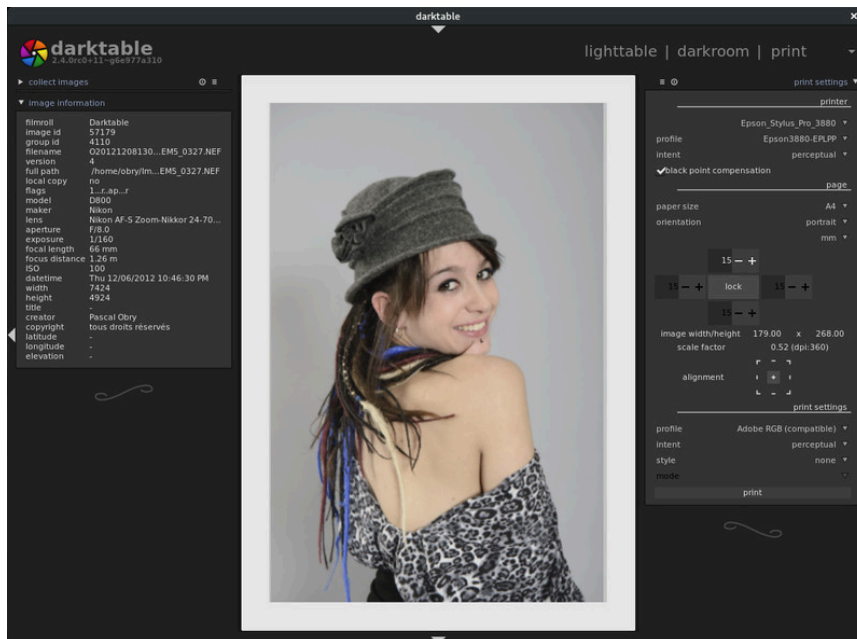 darktable
darktable
2.4.0rc0+11~g6e977a310
lighttable | darkroom | print
collect images
image information
filmroll Darktable
image id 57179
group id 4110
filename O20121208130...EM5_0327.NEF
version 4
full path /home/obry/Im...EM5_0327.NEF
local copy no
flags 1...r..ap...r
model D800
maker Nikon
lens Nikon AF-S Zoom-Nikkor 24-70...
aperture F/8.0
exposure 1/160
focal length 66 mm
focus distance 1.26 m
ISO 100
datetime Thu 12/06/2012 10:46:30 PM
width 7424
height 4924
title -
creator Pascal Obry
copyright tous droits réservés
latitude -
longitude -
elevation -
print settings
printer
Epson_Stylus_Pro_3880
profile Epson3880-EPLPP
intent perceptual
black point compensation
page
paper size A4
orientation portrait
mm
15 − +
15 − + lock 15 − +
15 − +
image width/height 179.00 x 268.00
scale factor 0.52 (dpi:360)
alignment
print settings
profile Adobe RGB (compatible)
intent perceptual
style none
mode
print